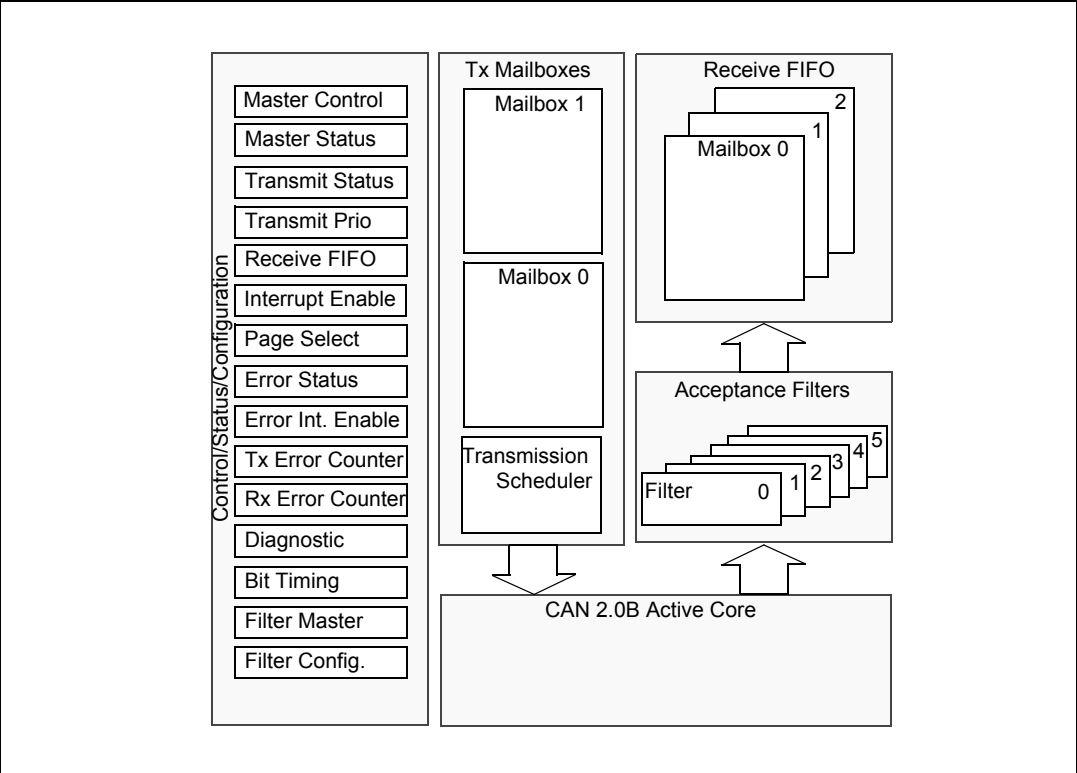 Control/Status/Configuration
Master Control
Master Status
Transmit Status
Transmit Prio
Receive FIFO
Interrupt Enable
Page Select
Error Status
Error Int. Enable
Tx Error Counter
Rx Error Counter
Diagnostic
Bit Timing
Filter Master
Filter Config.
Tx Mailboxes
Mailbox 1
Mailbox 0
Transmission
Scheduler
Receive FIFO
2
1
Mailbox 0
Acceptance Filters
5
4
3
2
1
Filter 0
CAN 2.0B Active Core